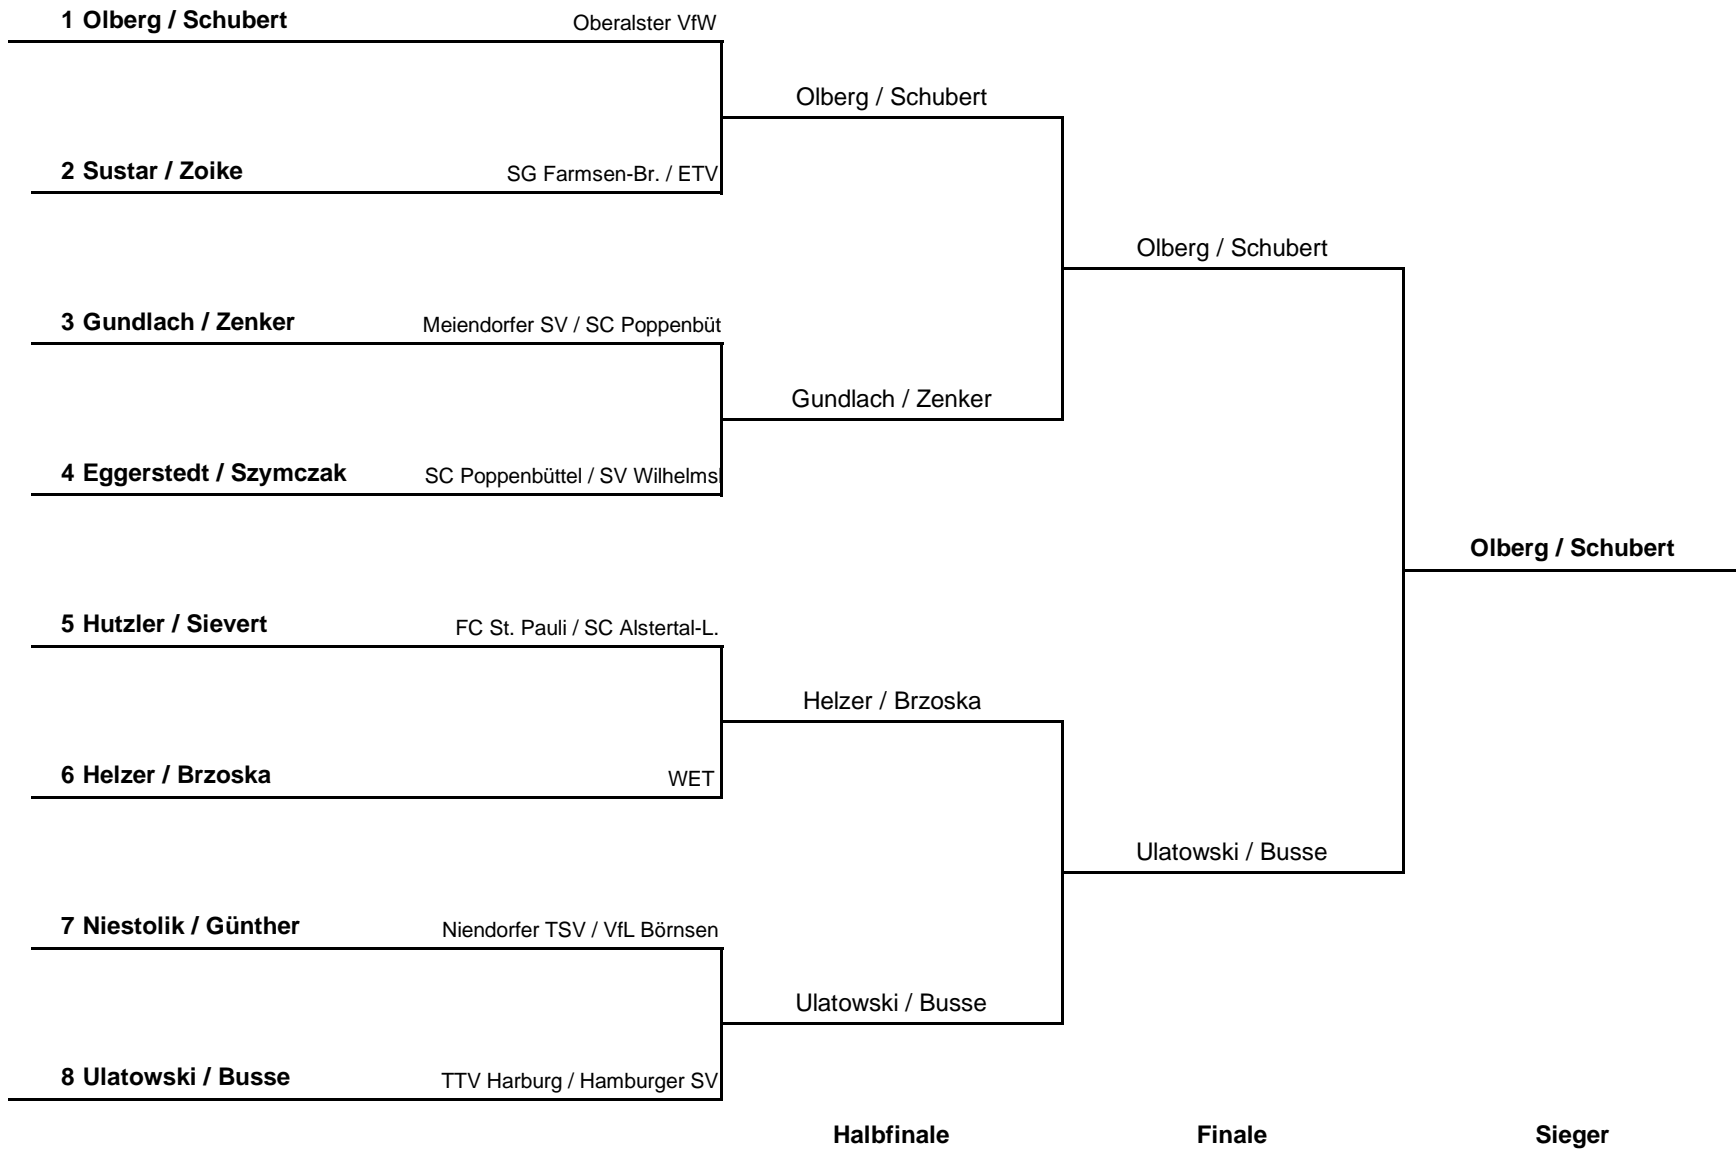 1 Olberg / Schubert Oberalster VfW
Olberg / Schubert
2 Sustar / Zoike SG Farmsen-Br. / ETV
Olberg / Schubert
3 Gundlach / Zenker Meiendorfer SV / SC Poppenbüt
Gundlach / Zenker
4 Eggerstedt / Szymczak SC Poppenbüttel / SV Wilhelms
Olberg / Schubert
5 Hutzler / Sievert FC St. Pauli / SC Alstertal-L.
Helzer / Brzoska
6 Helzer / Brzoska WET
Ulatowski / Busse
7 Niestolik / Günther Niendorfer TSV / VfL Börnsen
Ulatowski / Busse
8 Ulatowski / Busse TTV Harburg / Hamburger SV
Halbfinale Finale Sieger